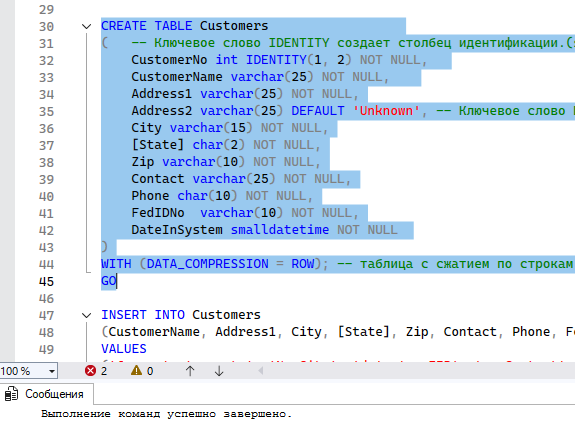 29
30 CREATE TABLE Customers
31 (   -- Ключевое слово IDENTITY создает столбец идентификации.(
32     CustomerNo int IDENTITY(1, 2) NOT NULL,
33     CustomerName varchar(25) NOT NULL,
34     Address1 varchar(25) NOT NULL,
35     Address2 varchar(25) DEFAULT 'Unknown', -- Ключевое слово
36     City varchar(15) NOT NULL,
37     [State] char(2) NOT NULL,
38     Zip varchar(10) NOT NULL,
39     Contact varchar(25) NOT NULL,
40     Phone char(10) NOT NULL,
41     FedIDNo  varchar(10) NOT NULL,
42     DateInSystem smalldatetime NOT NULL
43 )
44 WITH (DATA_COMPRESSION = ROW); -- таблица с сжатием по строкам
45 GO
46
47 INSERT INTO Customers
48 (CustomerName, Address1, City, [State], Zip, Contact, Phone, Fe
49 VALUES
100 % 2 0
Сообщения
Выполнение команд успешно завершено.